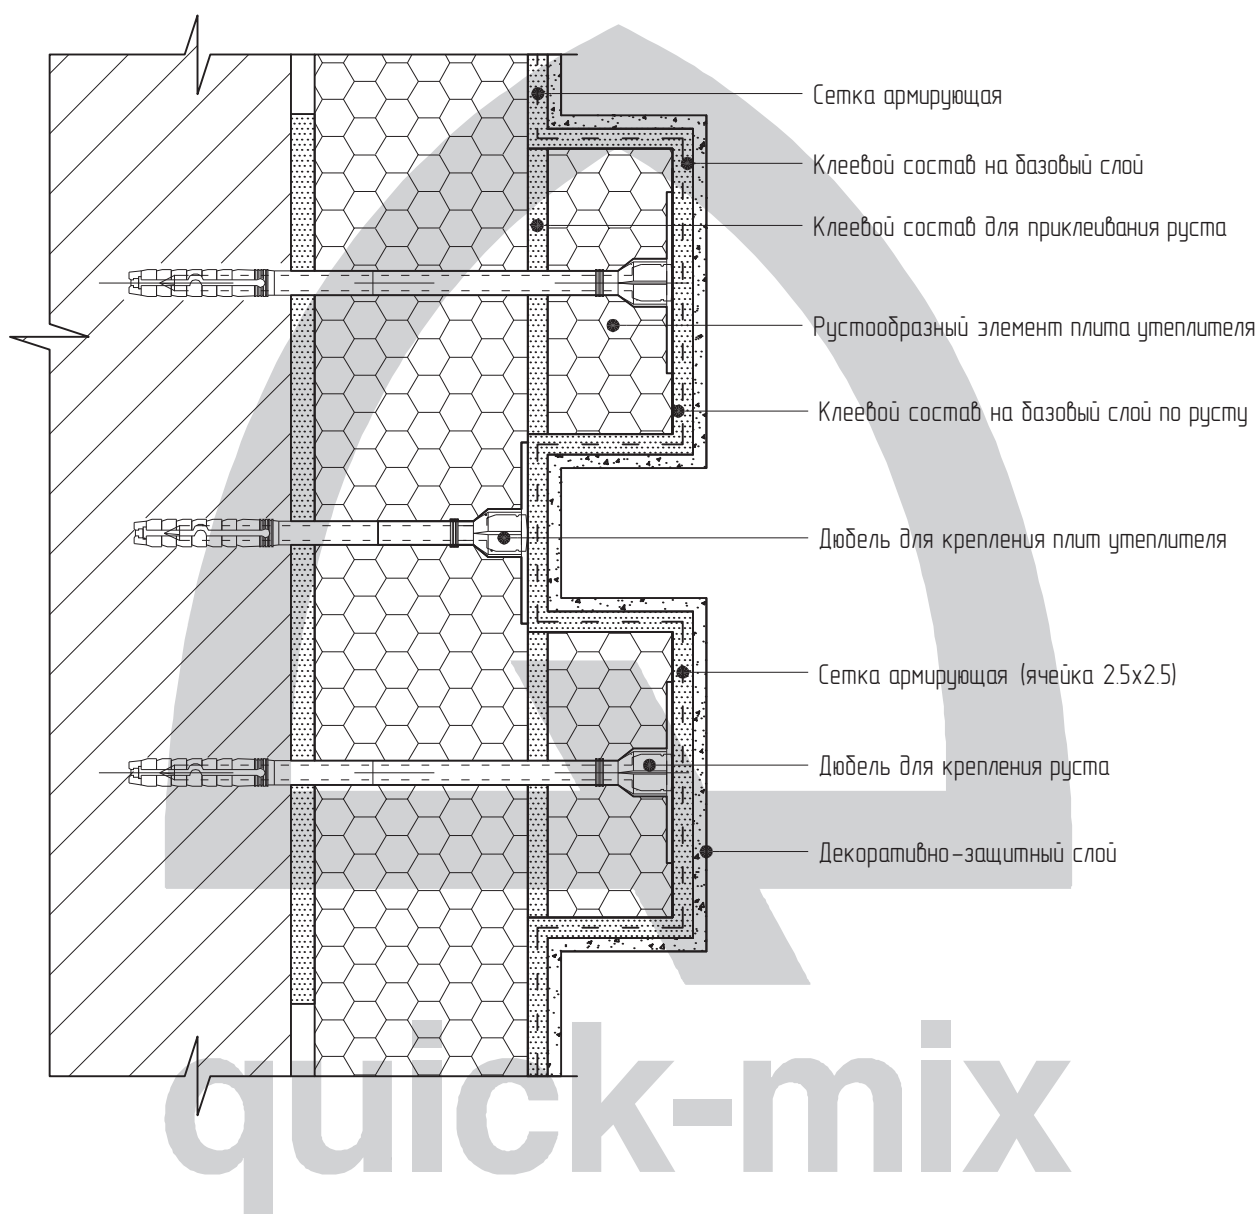 Сетка армирующая
Клеевой состав на базовый слой
Клеевой состав для приклеивания руста
Рустообразный элемент плита утеплителя
Клеевой состав на базовый слой по русту
Дюбель для крепления плит утеплителя
Сетка армирующая (ячейка 2.5x2.5)
Дюбель для крепления руста
Декоративно-защитный слой
quick-mix